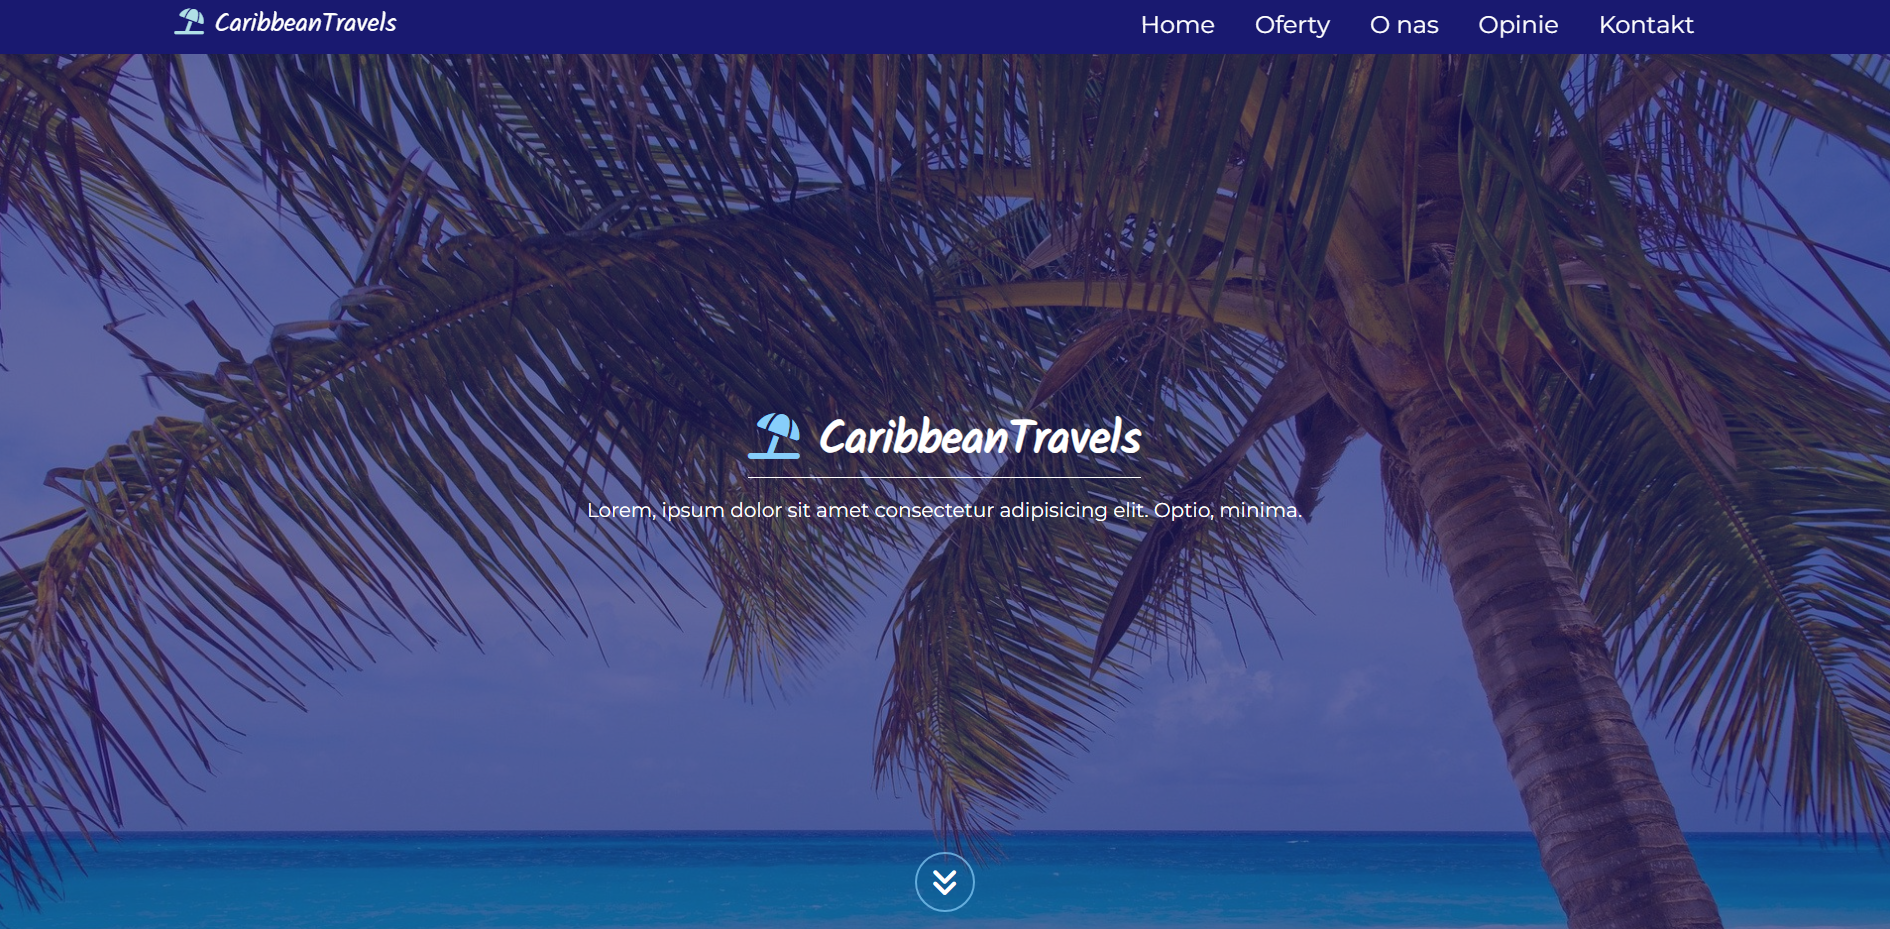 CaribbeanTravels
Home Oferty O nas Opinie Kontakt
CaribbeanTravels
Lorem, ipsum dolor sit amet consectetur adipisicing elit. Optio, minima.